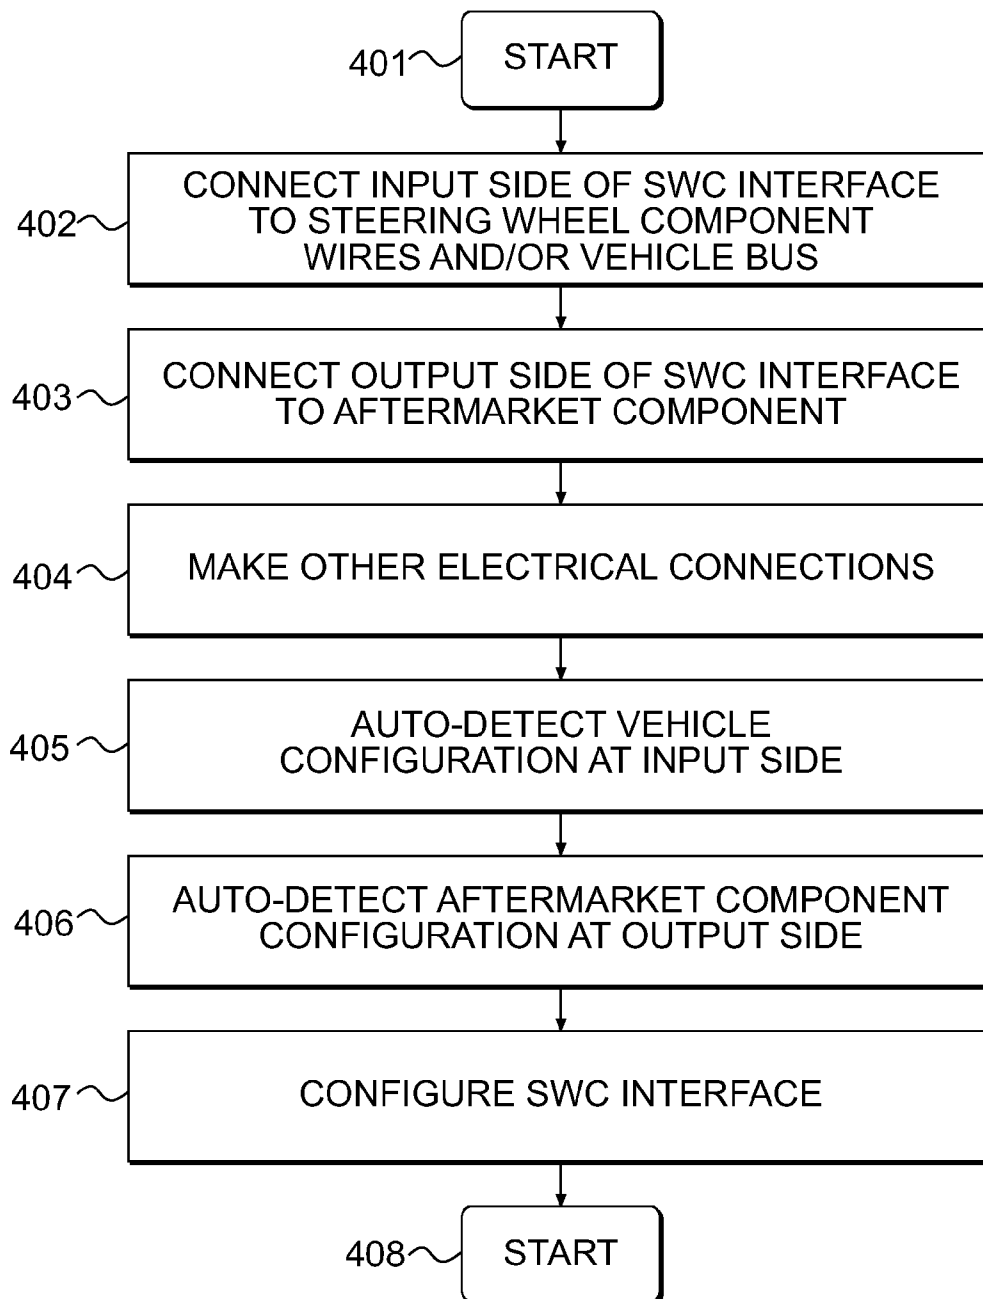 401
START
402
CONNECT INPUT SIDE OF SWC INTERFACE
TO STEERING WHEEL COMPONENT
WIRES AND/OR VEHICLE BUS
403
CONNECT OUTPUT SIDE OF SWC INTERFACE
TO AFTERMARKET COMPONENT
404
MAKE OTHER ELECTRICAL CONNECTIONS
405
AUTO-DETECT VEHICLE
CONFIGURATION AT INPUT SIDE
406
AUTO-DETECT AFTERMARKET COMPONENT
CONFIGURATION AT OUTPUT SIDE
407
CONFIGURE SWC INTERFACE
408
START